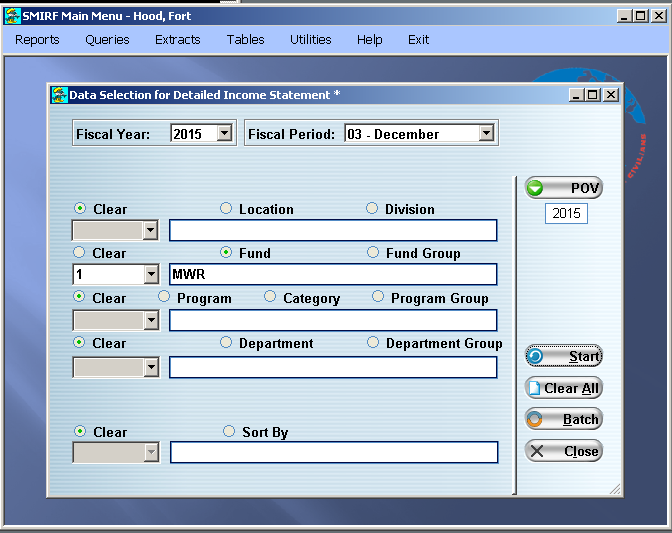 SMIRF Main Menu - Hood, Fort
Reports Queries Extracts Tables Utilities Help Exit
Data Selection for Detailed Income Statement *
Fiscal Year: 2015 Fiscal Period: 03 - December
POV
2015
Clear Location Division
Clear Fund Fund Group
1 MWR
Clear Program Category Program Group
Clear Department Department Group
Start
Clear All
Batch
Clear Sort By
Close